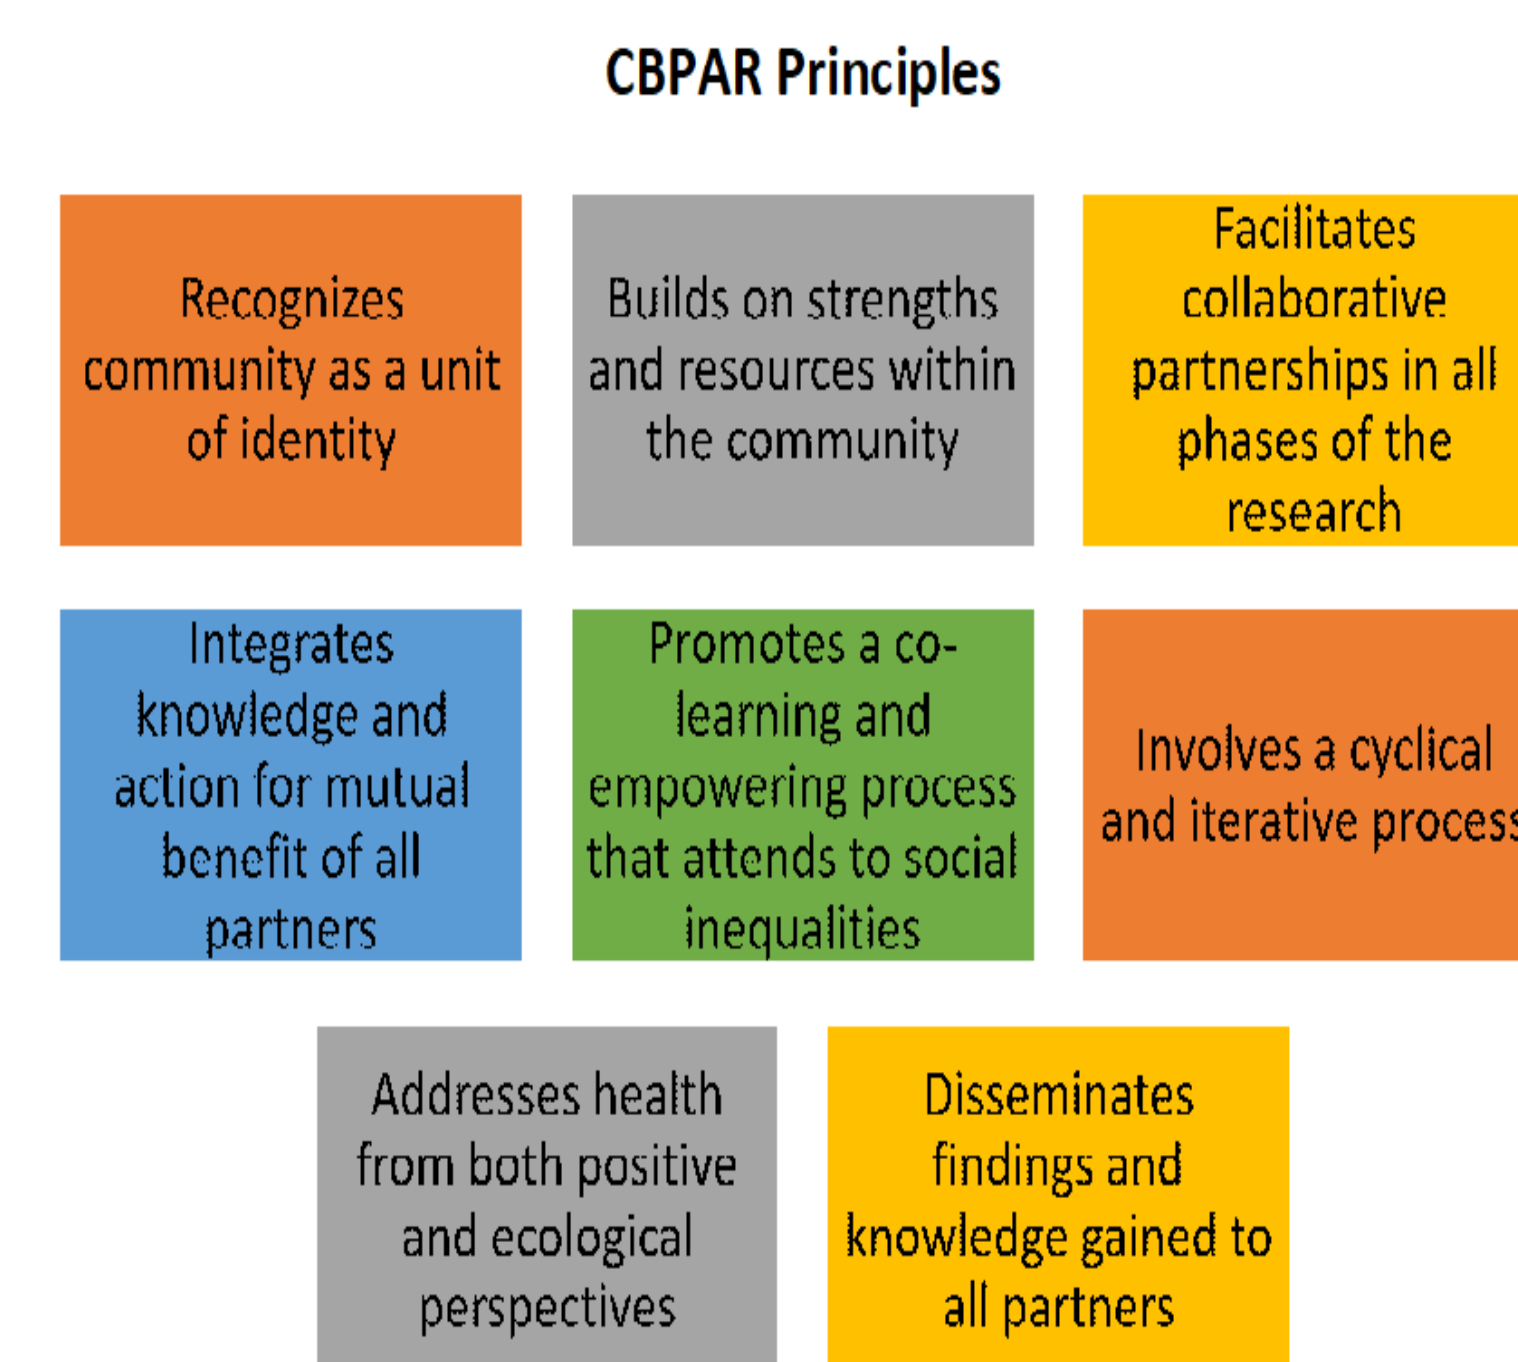 CBPAR Principles
Recognizes
community as a unit
of identity
Builds on strengths
and resources within
the community
Facilitates
collaborative
partnerships in all
phases of the
research
Integrates
knowledge and
action for mutual
benefit of all
partners
Promotes a co-
learning and
empowering process
that attends to social
inequalities
Involves a cyclical
and iterative process
Addresses health
from both positive
and ecological
perspectives
Disseminates
findings and
knowledge gained to
all partners